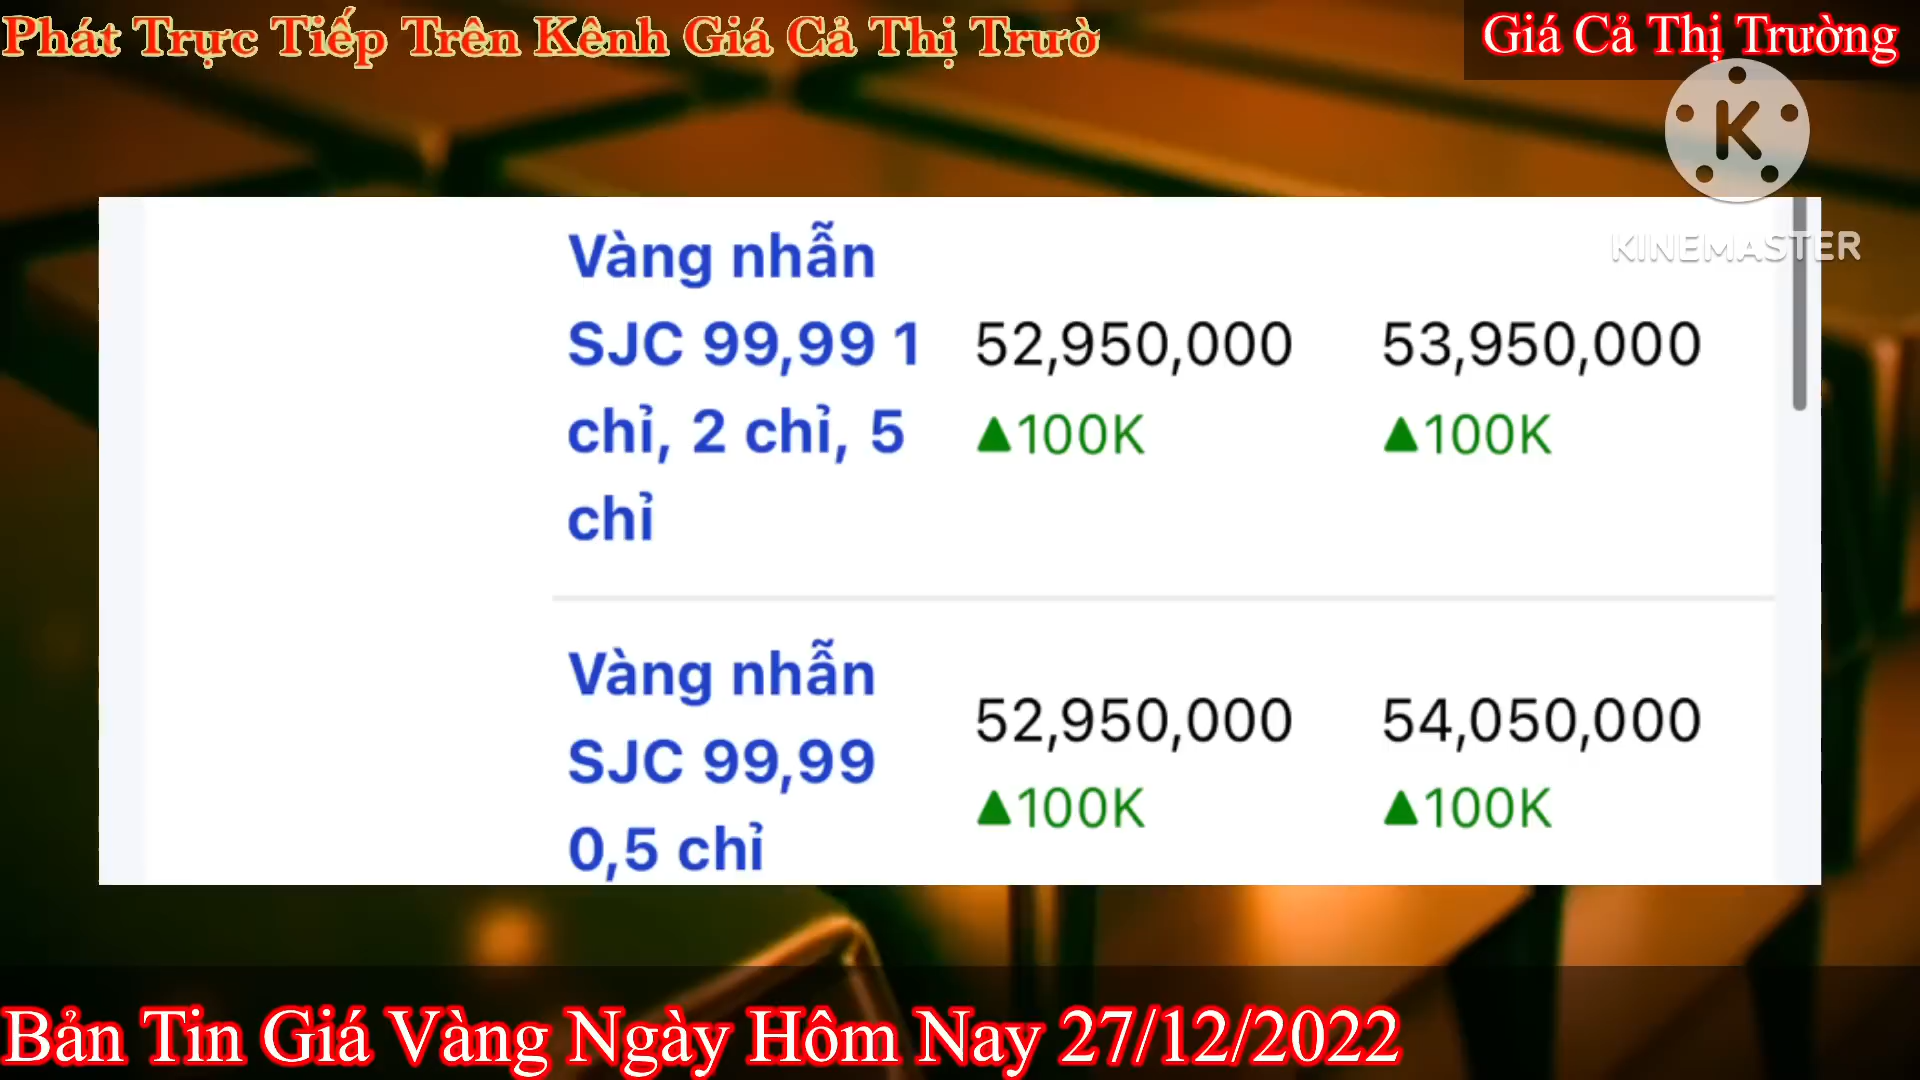 Phát Trực Tiếp Trên Kênh Giá Cả Thị Trườ
Giá Cả Thị Trường
K
KINEMASTER
Vàng nhẫn
SJC 99,99 1 52,950,000 53,950,000
chỉ, 2 chỉ, 5 ▲100K ▲100K
chỉ
Vàng nhẫn
52,950,000 54,050,000
SJC 99,99
▲100K ▲100K
0,5 chỉ
Bản Tin Giá Vàng Ngày Hôm Nay 27/12/2022